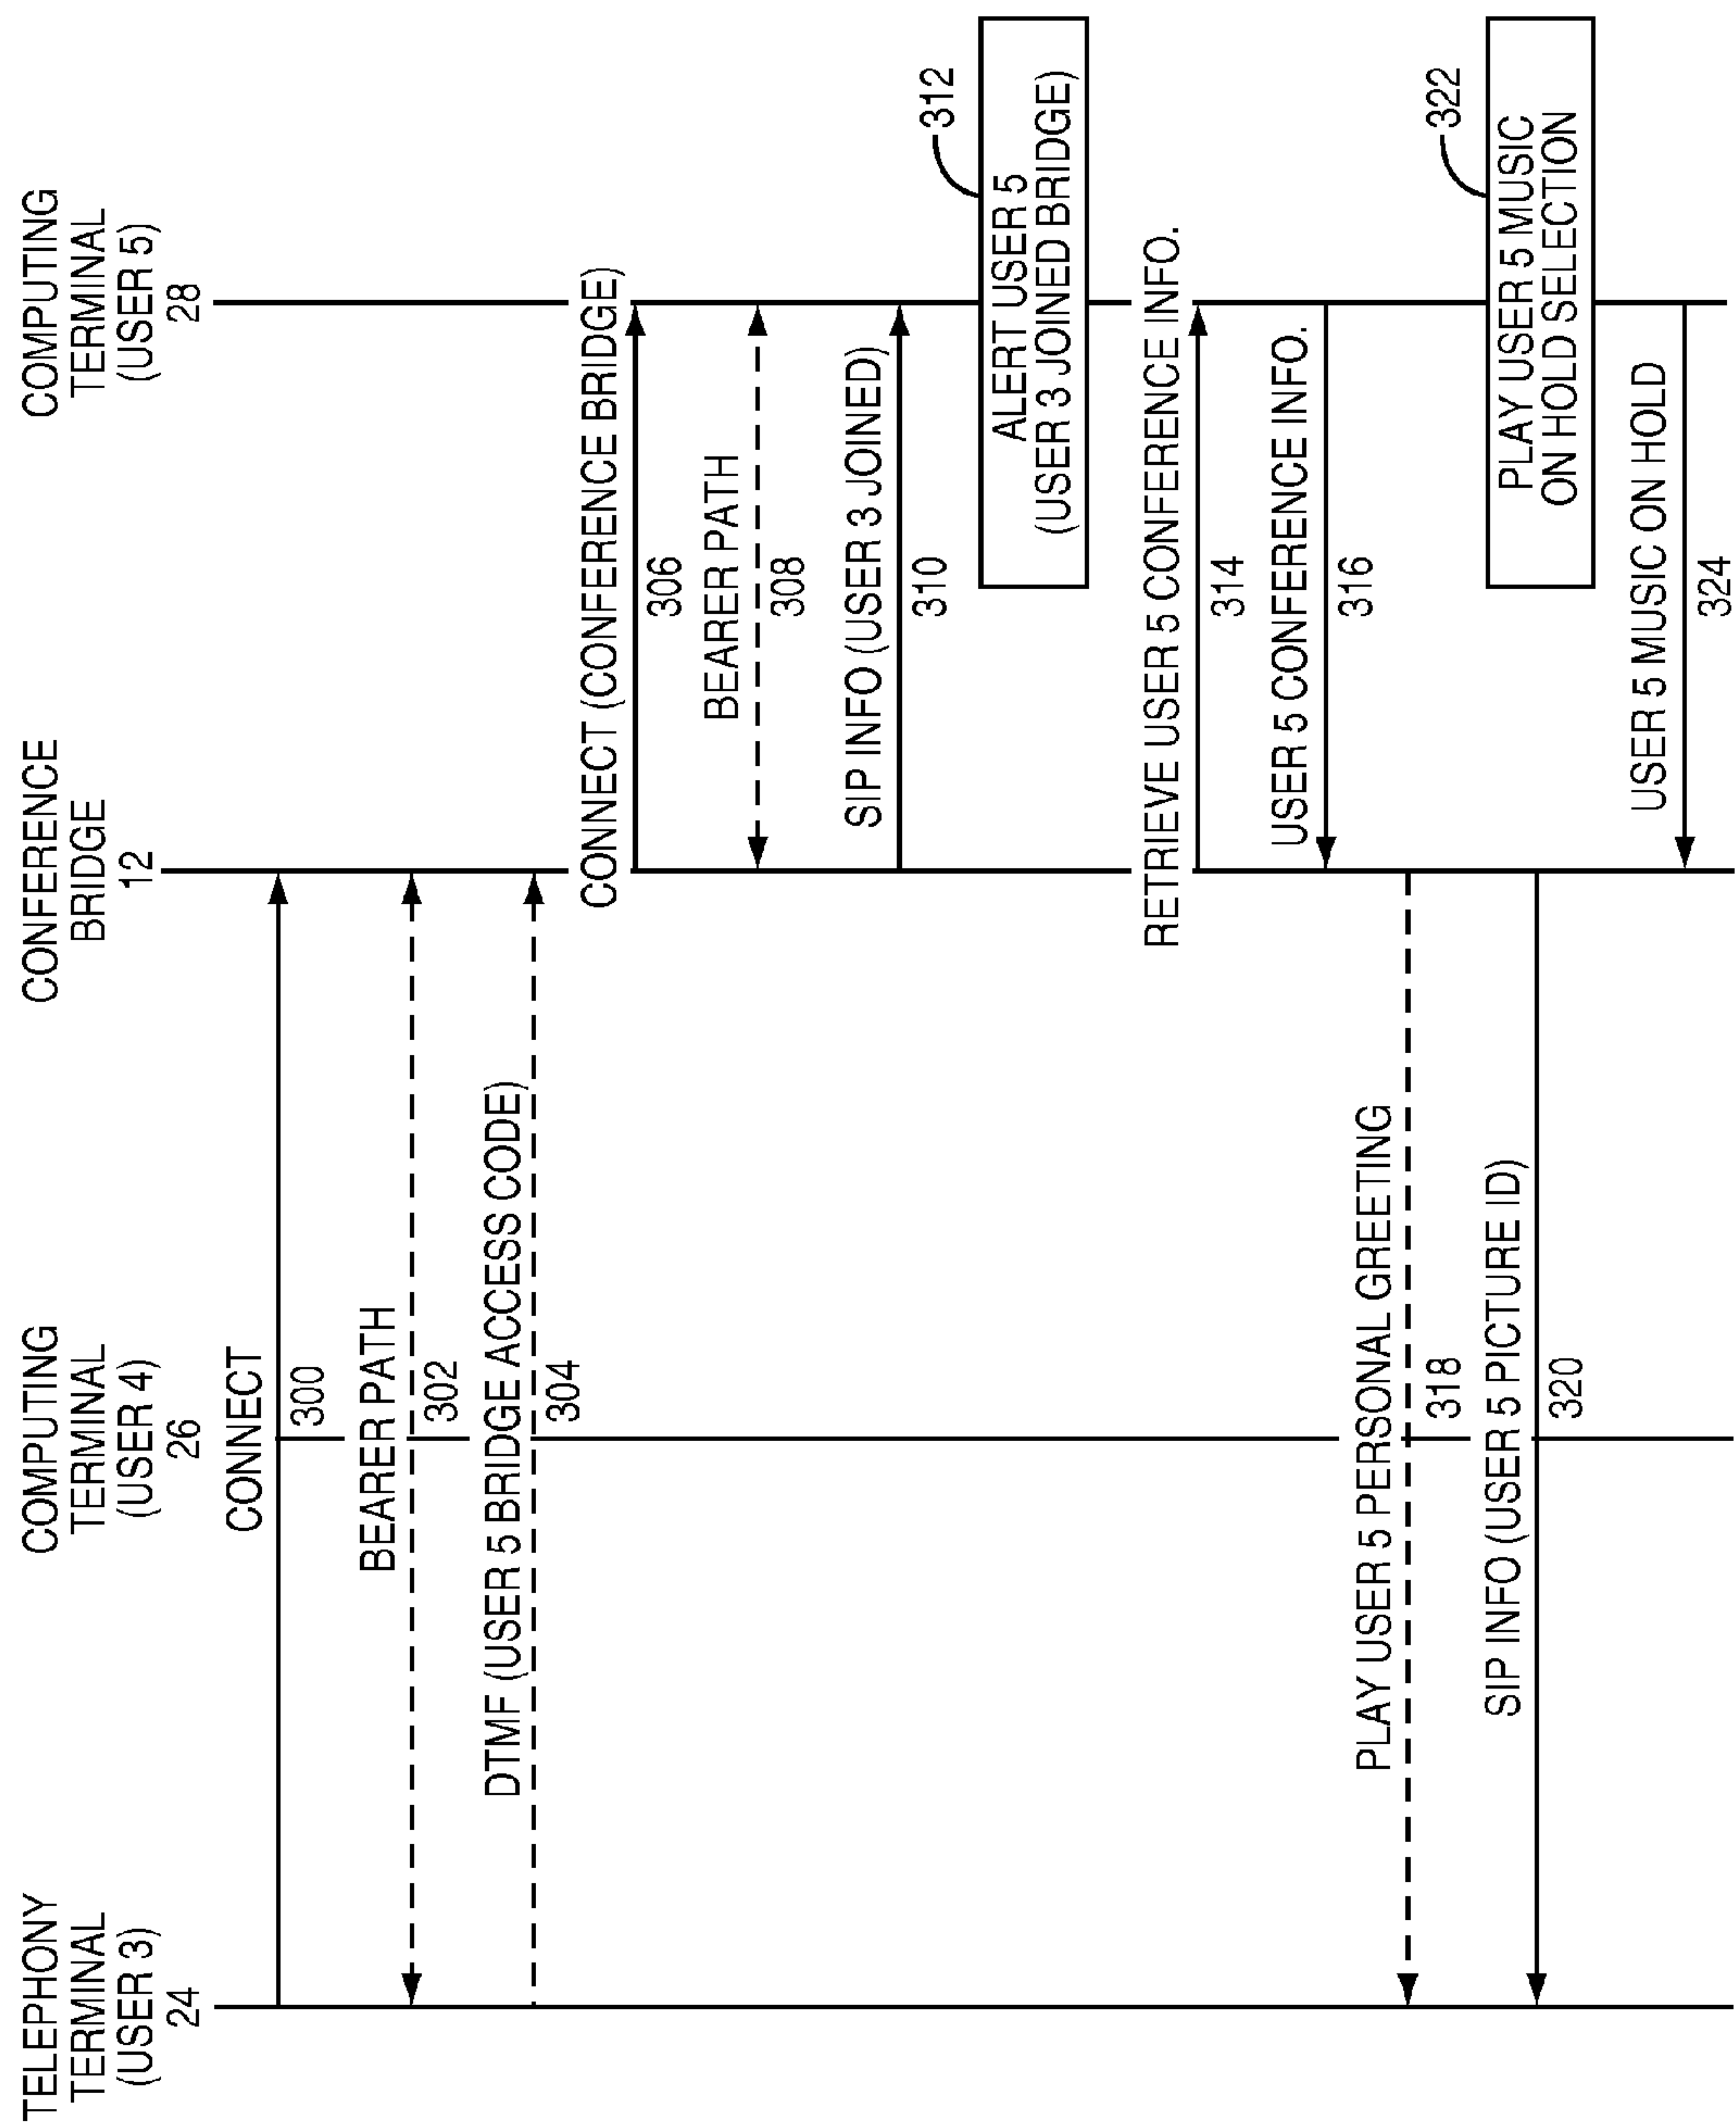 TELEPHONY
TERMINAL
(USER 3)
24
COMPUTING
TERMINAL
(USER 4)
26
CONFERENCE
BRIDGE
12
COMPUTING
TERMINAL
(USER 5)
28
CONNECT
300
BEARER PATH
302
DTMF (USER 5 BRIDGE ACCESS CODE)
304
CONNECT (CONFERENCE BRIDGE)
306
BEARER PATH
308
SIP INFO (USER 3 JOINED)
310
312
ALERT USER 5
(USER 3 JOINED BRIDGE)
RETRIEVE USER 5 CONFERENCE INFO.
314
USER 5 CONFERENCE INFO.
316
PLAY USER 5 PERSONAL GREETING
318
SIP INFO (USER 5 PICTURE ID)
320
322
PLAY USER 5 MUSIC
ON HOLD SELECTION
USER 5 MUSIC ON HOLD
324